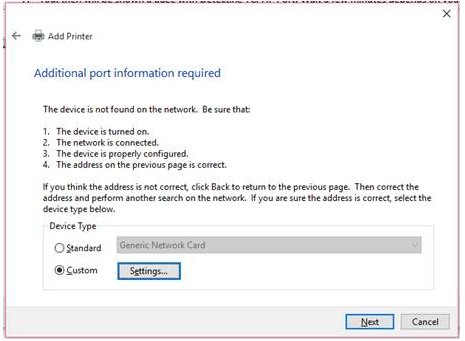 Add Printer
Additional port information required
The device is not found on the network. Be sure that:
1. The device is turned on.
2. The network is connected.
3. The device is properly configured.
4. The address on the previous page is correct.
If you think the address is not correct, click Back to return to the previous page. Then correct the
address and perform another search on the network. If you are sure the address is correct, select the
device type below.
Device Type
Standard
Generic Network Card
Custom
Settings...
Next
Cancel